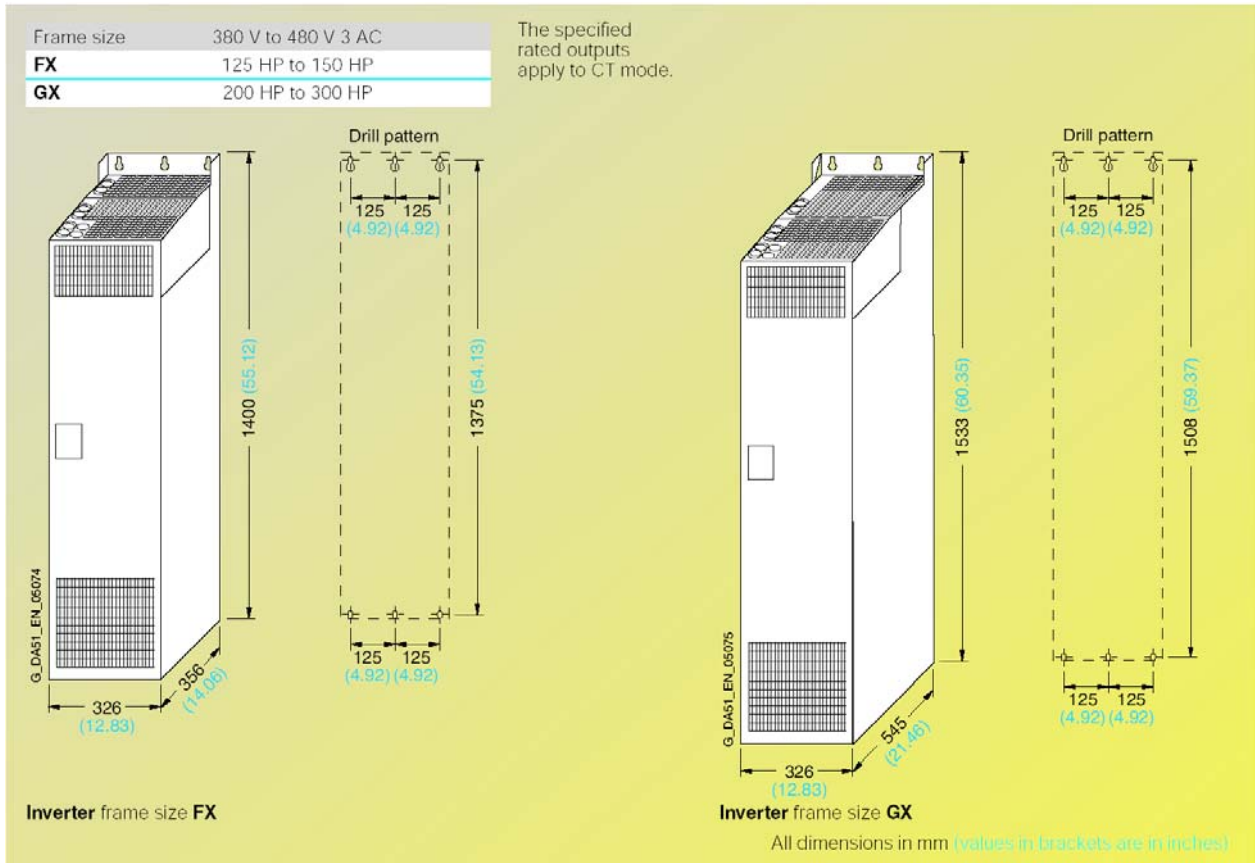 Frame size 380 V to 480 V 3 AC
FX 125 HP to 150 HP
GX 200 HP to 300 HP
The specified
rated outputs
apply to CT mode.
Drill pattern
125 125
(4.92) (4.92)
1400 (55.12)
1375 (54.13)
125 125
(4.92) (4.92)
G_DA51_EN_05074
356
(14.06)
326
(12.83)
Inverter frame size FX
Drill pattern
125 125
(4.92) (4.92)
1533 (60.35)
1508 (59.37)
125 125
(4.92) (4.92)
G_DA51_EN_05075
545
(21.46)
326
(12.83)
Inverter frame size GX
All dimensions in mm (values in brackets are in inches)